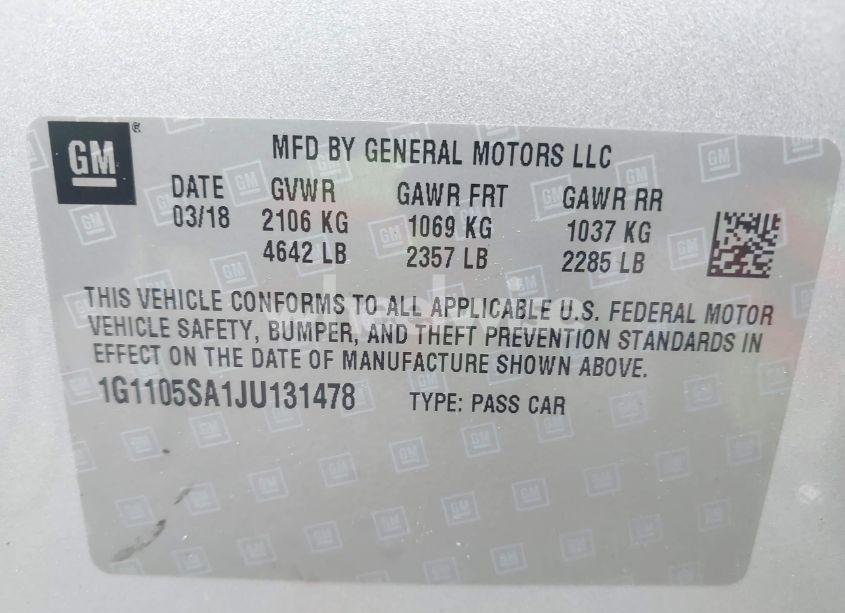 GM
MFD BY GENERAL MOTORS LLC
DATE GVWR GAWR FRT GAWR RR
03/18 2106 KG 1069 KG 1037 KG
4642 LB 2357 LB 2285 LB
THIS VEHICLE CONFORMS TO ALL APPLICABLE U.S. FEDERAL MOTOR
VEHICLE SAFETY, BUMPER, AND THEFT PREVENTION STANDARDS IN
EFFECT ON THE DATE OF MANUFACTURE SHOWN ABOVE.
1G1105SA1JU131478 TYPE: PASS CAR